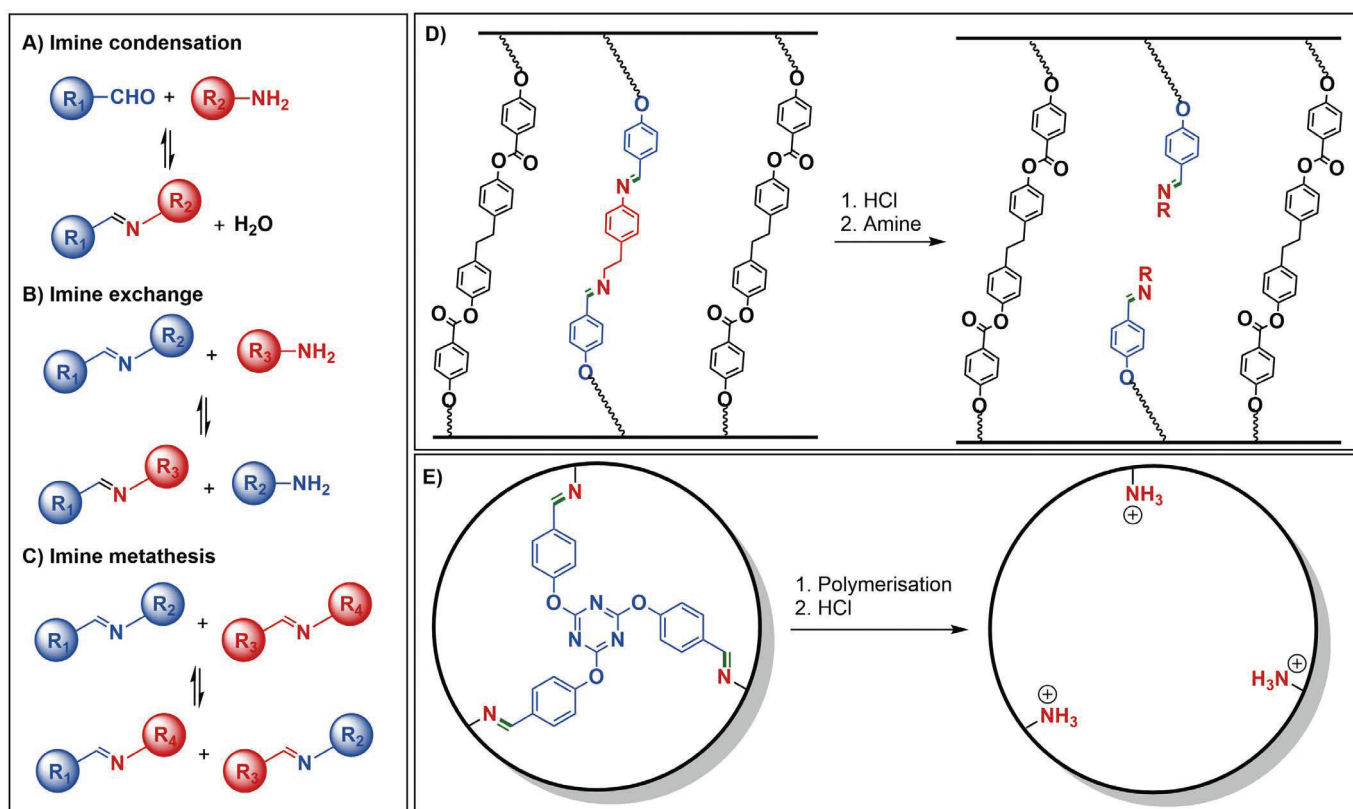 A) Imine condensation
R1 CHO + R2 NH2
R1 N R2 + H2O
B) Imine exchange
R1 N R2 + R3 NH2
R1 N R3 + R2 NH2
C) Imine metathesis
R1 N R2 + R3 N R4
R1 N R4 + R3 N R2
D)
O
O
O
N
N
O
O
O
O
O
O
O
O
O
1. HCl
2. Amine
O
O
O
N
R
R
N
O
O
O
O
O
O
O
O
O
E)
N
O
N
N
N
O
O
N
N
1. Polymerisation
2. HCl
NH3
+
+
H3N
+
NH3